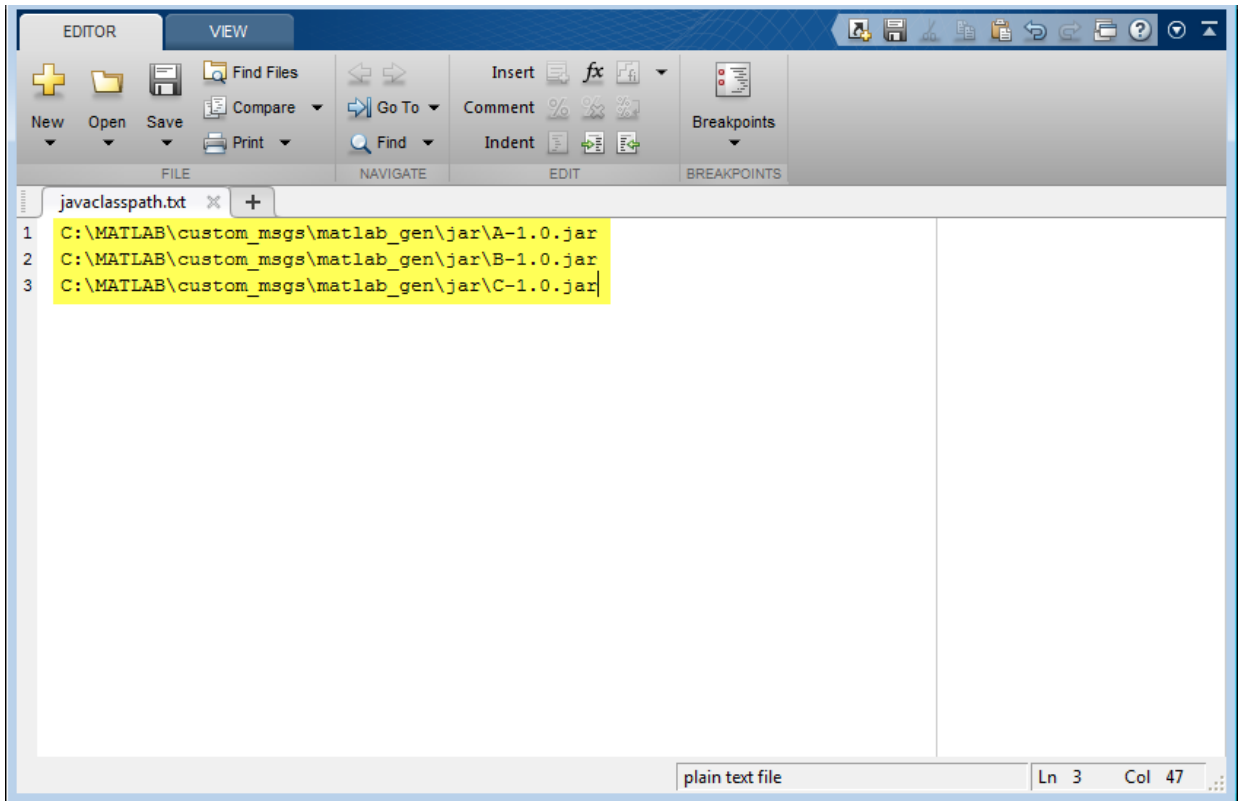 EDITOR VIEW
New Open Save
Find Files
Compare
Print
FILE
Go To
Find
NAVIGATE
Insert fx
Comment
Indent
EDIT
Breakpoints
BREAKPOINTS
javaclasspath.txt
1 C:\MATLAB\custom_msgs\matlab_gen\jar\A-1.0.jar
2 C:\MATLAB\custom_msgs\matlab_gen\jar\B-1.0.jar
3 C:\MATLAB\custom_msgs\matlab_gen\jar\C-1.0.jar
plain text file Ln 3 Col 47